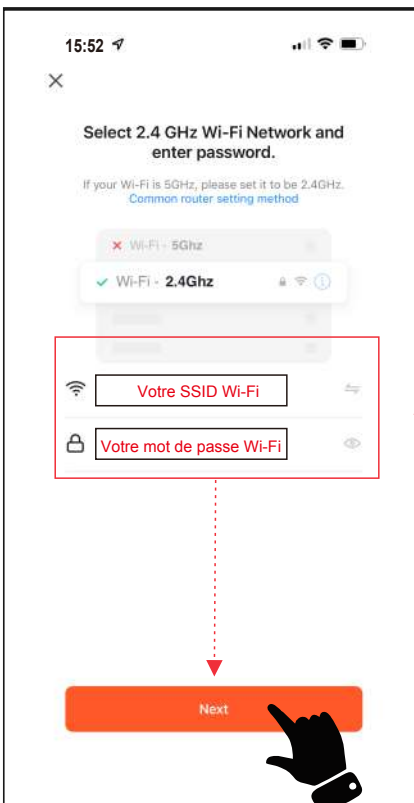 15:52
Select 2.4 GHz Wi-Fi Network and
enter password.
If your Wi-Fi is 5GHz, please set it to be 2.4GHz.
Common router setting method
Wi-Fi - 5Ghz
Wi-Fi - 2.4Ghz
Votre SSID Wi-Fi
Votre mot de passe Wi-Fi
Next